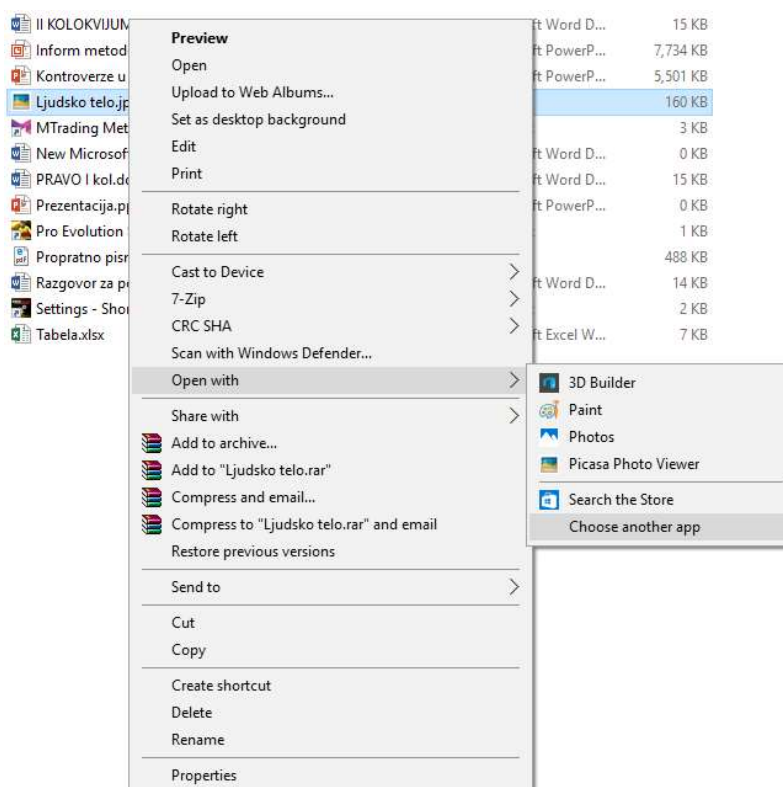 II KOLOKVIJUM
ft Word D... 15 KB
Inform metod
ft PowerP... 7,734 KB
Kontroverze u
ft PowerP... 5,501 KB
Ljudsko telo.jp
160 KB
MTrading Met
3 KB
New Microsof
ft Word D... 0 KB
PRAVO I kol.do
ft Word D... 15 KB
Prezentacija.pp
ft PowerP... 0 KB
Pro Evolution
1 KB
Propratno pisr
488 KB
Razgovor za p
ft Word D... 14 KB
Settings - Shor
2 KB
Tabela.xlsx
ft Excel W... 7 KB
Preview
Open
Upload to Web Albums...
Set as desktop background
Edit
Print
Rotate right
Rotate left
Cast to Device
7-Zip
CRC SHA
Scan with Windows Defender...
Open with
Share with
Add to archive...
Add to "Ljudsko telo.rar"
Compress and email...
Compress to "Ljudsko telo.rar" and email
Restore previous versions
Send to
Cut
Copy
Create shortcut
Delete
Rename
Properties
3D Builder
Paint
Photos
Picasa Photo Viewer
Search the Store
Choose another app